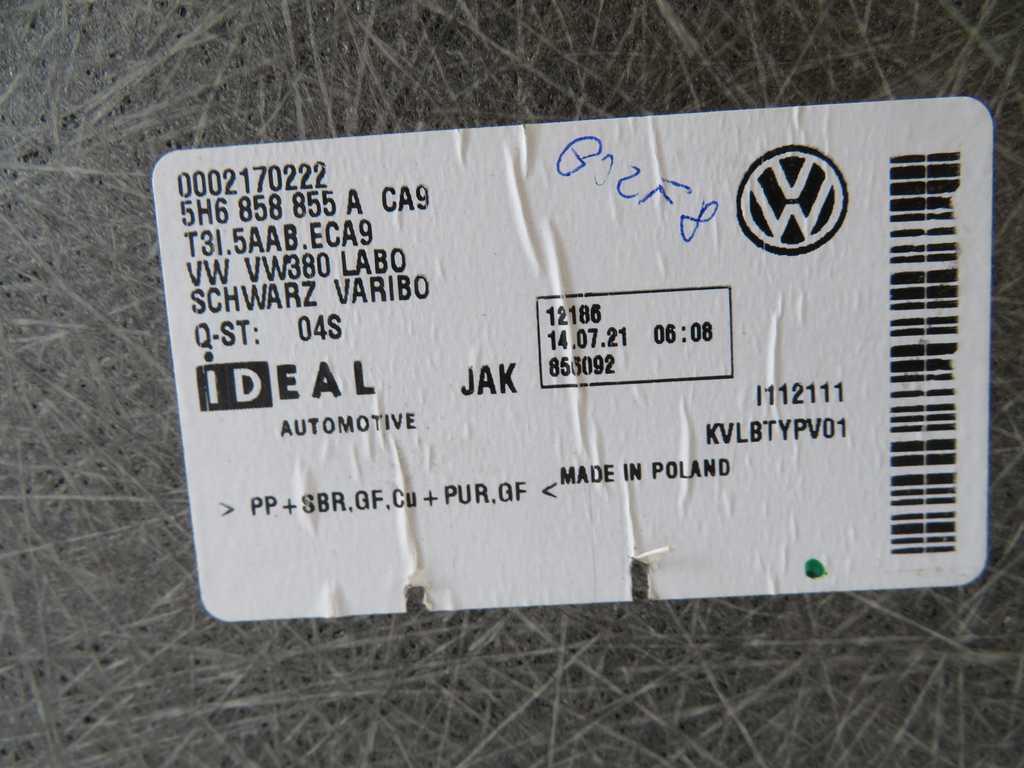 0002170222
5H6 858 855 A CA9
T3I.5AAB.ECA9
VW VW380 LABO
SCHWARZ VARIBO
Q-ST: 04S
IDEAL
AUTOMOTIVE
JAK
12186
14.07.21 06:08
856092
I112111
KVLBTYPV01
MADE IN POLAND
> PP+SBR,GF,Cu+PUR,GF <